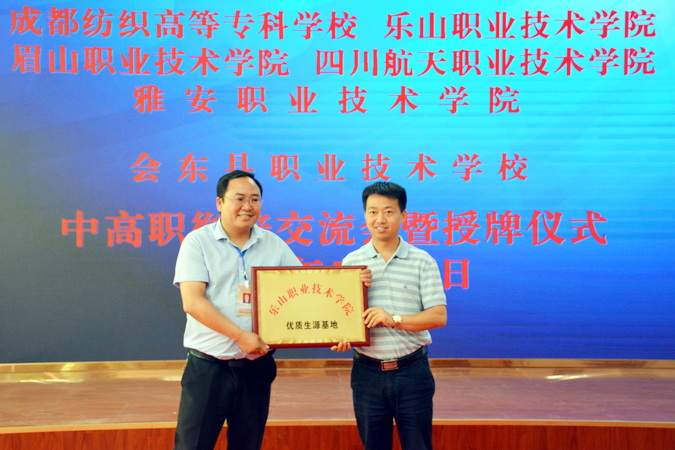 成都纺织高等专科学校 乐山职业技术学院
眉山职业技术学院 四川航天职业技术学院
雅安职业技术学院
会东县职业技术学校
中高职 交流 暨授牌仪式
日
乐山职业技术学院
优质生源基地